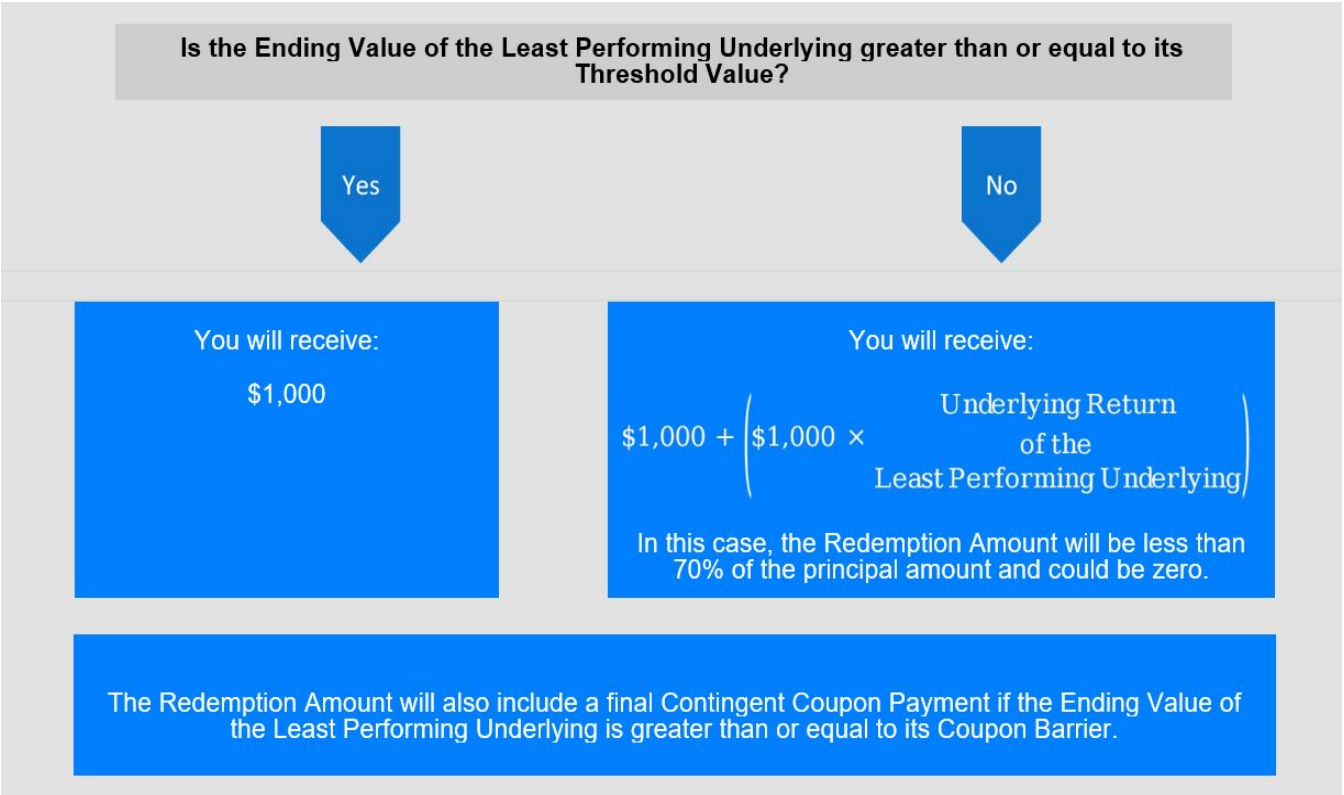 Is the Ending Value of the Least Performing Underlying greater than or equal to its
Threshold Value?
Yes
No
You will receive:
$1,000
You will receive:
$1,000 + ($1,000 × Underlying Return
of the
Least Performing Underlying)
In this case, the Redemption Amount will be less than
70% of the principal amount and could be zero.
The Redemption Amount will also include a final Contingent Coupon Payment if the Ending Value of
the Least Performing Underlying is greater than or equal to its Coupon Barrier.